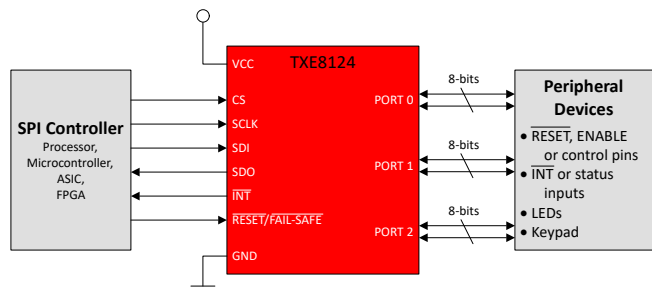 TXE8124
VCC
CS
SCLK
SDI
SDO
INT
RESET/FAIL-SAFE
GND
PORT 0
PORT 1
PORT 2
SPI Controller
Processor,
Microcontroller,
ASIC,
FPGA
8-bits
8-bits
8-bits
Peripheral
Devices
• RESET, ENABLE
or control pins
• INT or status
inputs
• LEDs
• Keypad